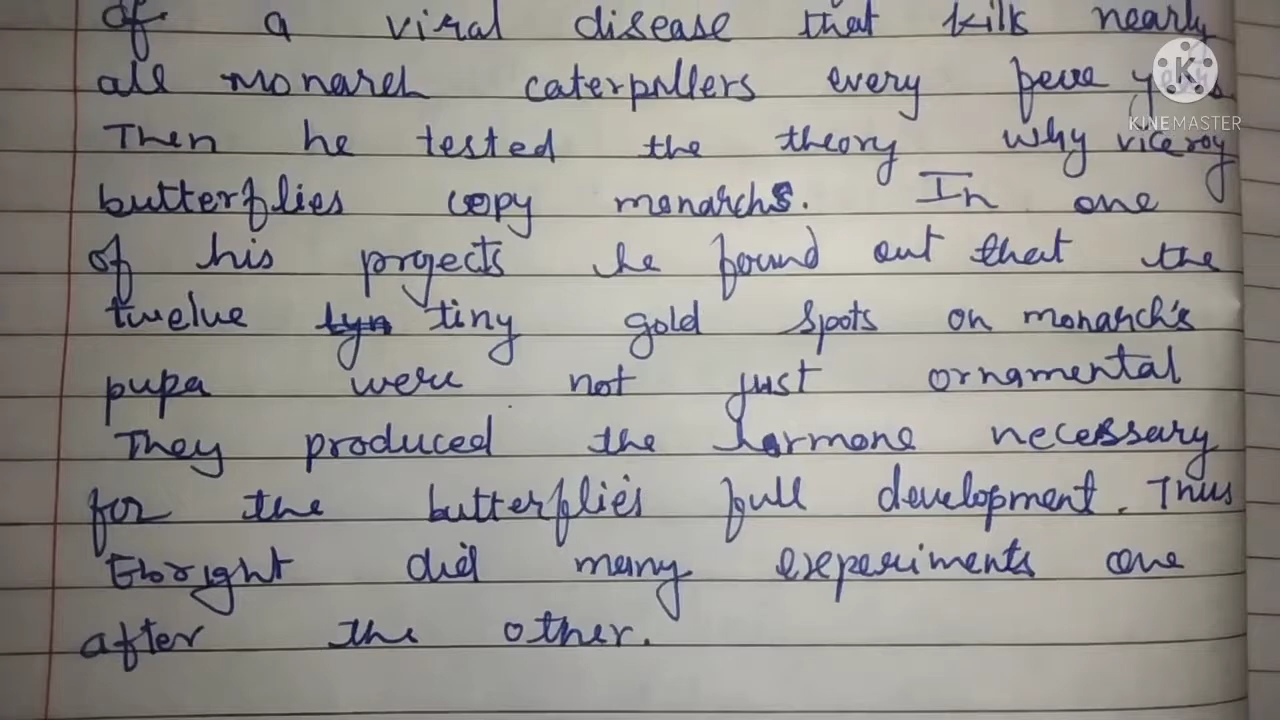 of a viral disease that kills nearly
all monarch caterpillers every few
KINEMASTER
Then he tested the theory why viceroy
butterflies copy monarchs. In one
of his projects he found out that the
twelve tyn tiny gold spots on monarch's
pupa were not just ornamental
They produced the hormone necessary
for the butterflie's full development. Thus
Ebright did many experiments one
after the other.